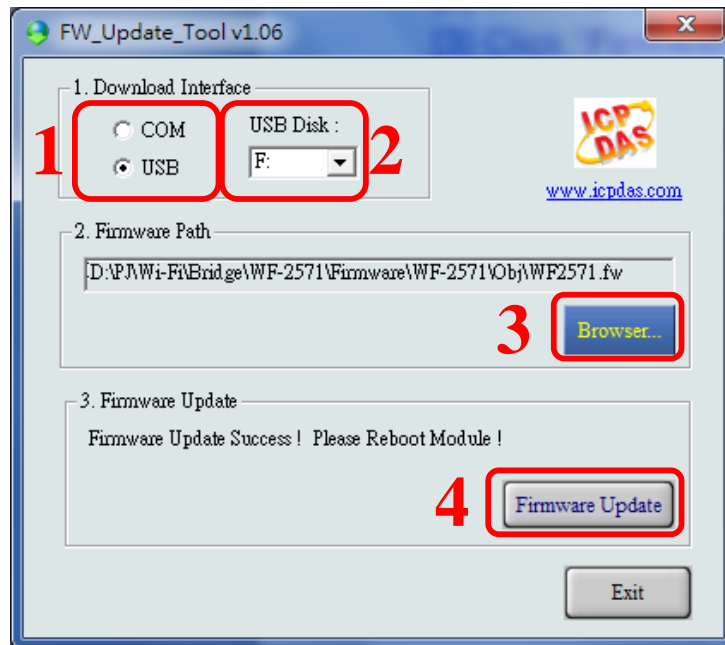 FW_Update_Tool v1.06
1. Download Interface
1
COM
USB
USB Disk :
F:
2
ICP
DAS
www.icpdas.com
2. Firmware Path
D:\PJ\Wi-Fi\Bridge\WF-2571\Firmware\WF-2571\Obj\WF2571.fw
3
Browser...
3. Firmware Update
Firmware Update Success ! Please Reboot Module !
4
Firmware Update
Exit